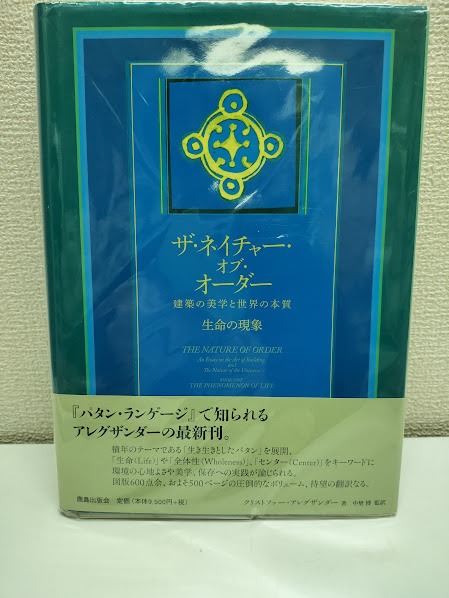 ザ・ネイチャー・
オブ・
オーダー
建築の美学と世界の本質
生命の現象
THE NATURE OF ORDER
An Essay on the Art of Building
and
The Nature of the Universe
BOOK ONE
THE PHENOMENON OF LIFE
『パタン・ランゲージ』で知られる
アレグザンダーの最新刊。
積年のテーマである「生き生きとしたパタン」を展開。
「生命(Life)」や「全体性(Wholeness)」、「センター(Center)」をキーワードに
環境の心地よさや美学、保存への実践が論じられる。
図版600点余、およそ500ページの圧倒的なボリューム、待望の翻訳なる。
鹿島出版会/定価(本体9,500円+税)
クリストファー・アレグザンダー 著 中埜博 監訳